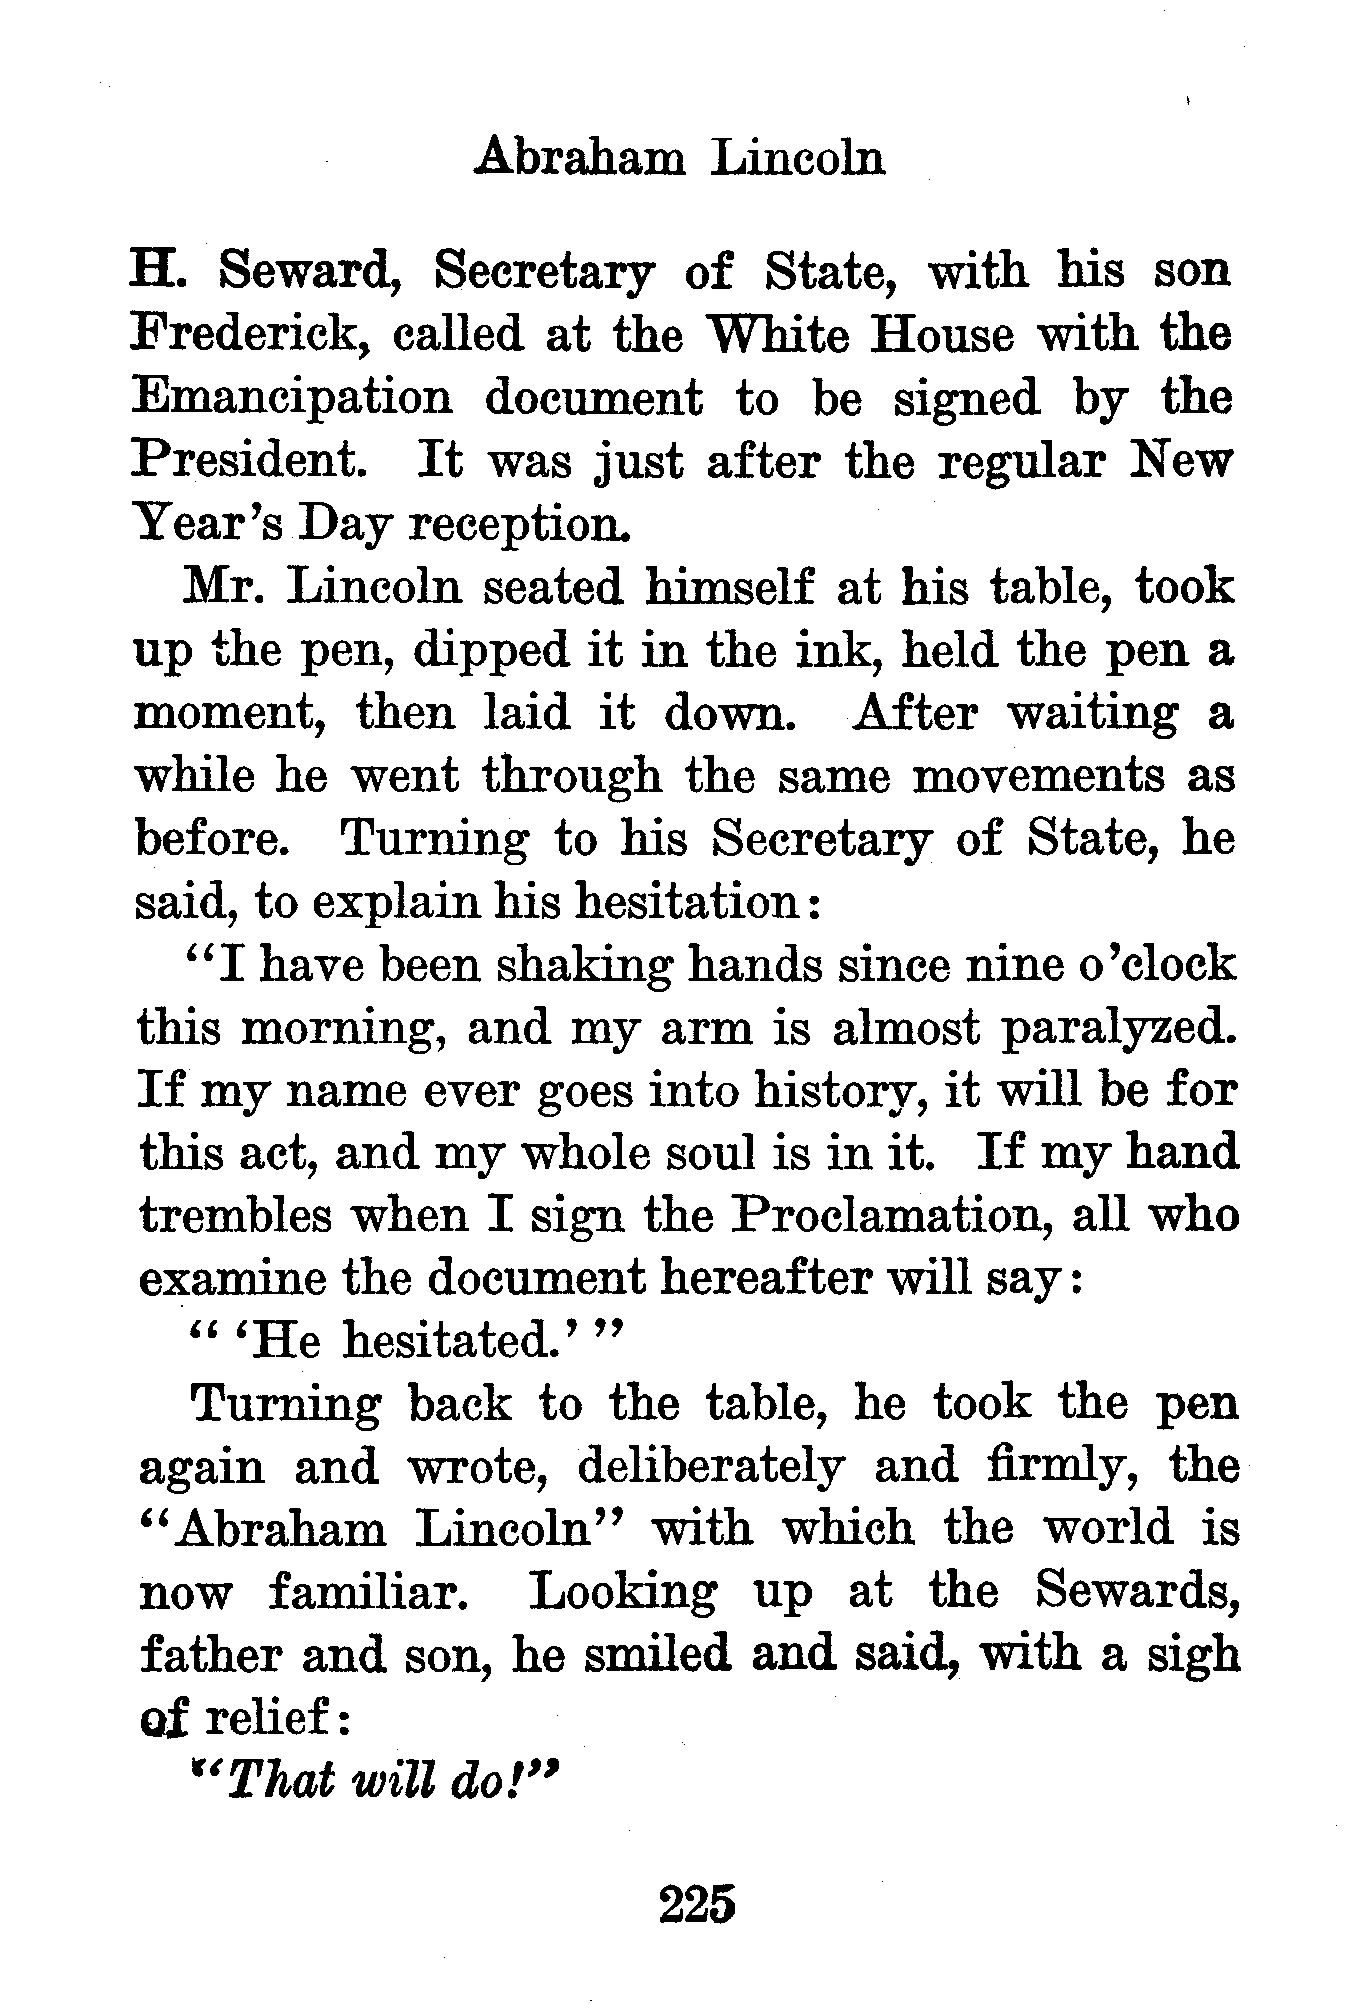 Abraham Lincoln
H. Seward, Secretary of State, with his son
Frederick, called at the White House with the
Emancipation document to be signed by the
President. It was just after the regular New
Year's Day reception.
Mr. Lincoln seated himself at his table, took
up the pen, dipped it in the ink, held the pen a
moment, then laid it down. After waiting a
while he went through the same movements as
before. Turning to his Secretary of State, he
said, to explain his hesitation:
"I have been shaking hands since nine o'clock
this morning, and my arm is almost paralyzed.
If my name ever goes into history, it will be for
this act, and my whole soul is in it. If my hand
trembles when I sign the Proclamation, all who
examine the document hereafter will say:
" 'He hesitated.' "
Turning back to the table, he took the pen
again and wrote, deliberately and firmly, the
"Abraham Lincoln" with which the world is
now familiar. Looking up at the Sewards,
father and son, he smiled and said, with a sigh
of relief:
"That will do!"
225